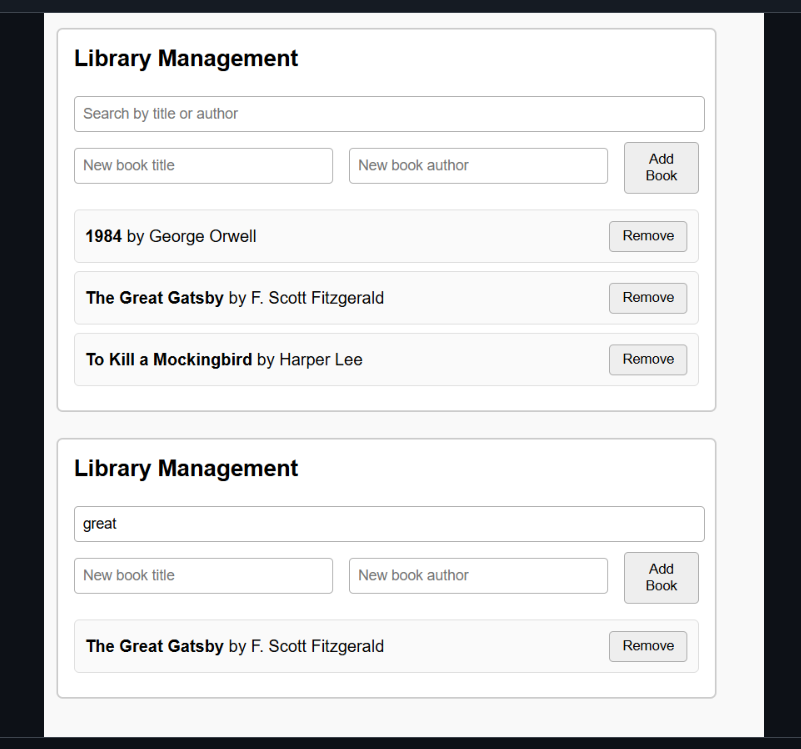 Library Management
Search by title or author
New book title
New book author
Add
Book
1984 by George Orwell
Remove
The Great Gatsby by F. Scott Fitzgerald
Remove
To Kill a Mockingbird by Harper Lee
Remove
Library Management
great
New book title
New book author
Add
Book
The Great Gatsby by F. Scott Fitzgerald
Remove